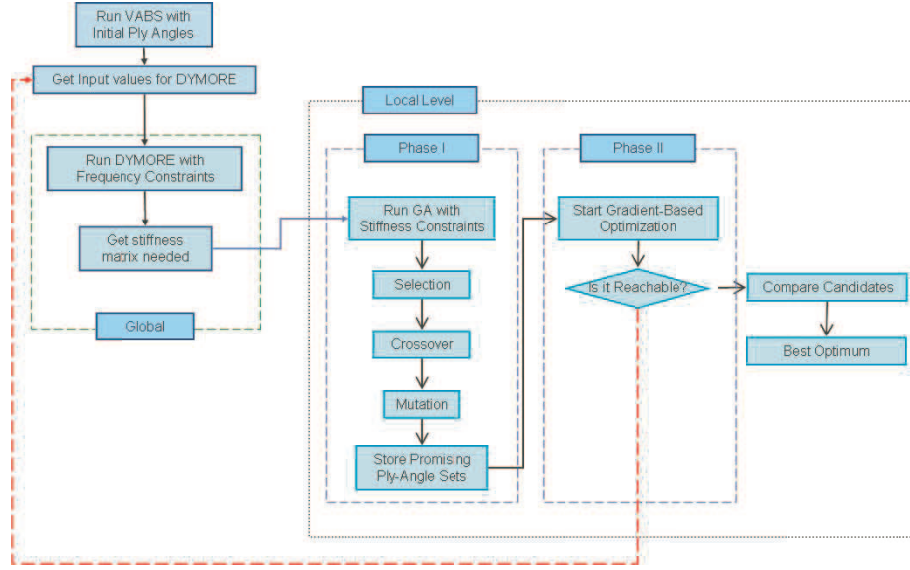 Run VABS with
Initial Ply Angles
Get Input values for DYMORE
Run DYMORE with
Frequency Constraints
Get stiffness
matrix needed
Global
Local Level
Phase I
Run GA with
Stiffness Constraints
Selection
Crossover
Mutation
Store Promising
Ply-Angle Sets
Phase II
Start Gradient-Based
Optimization
Is it Reachable?
Compare Candidates
Best Optimum